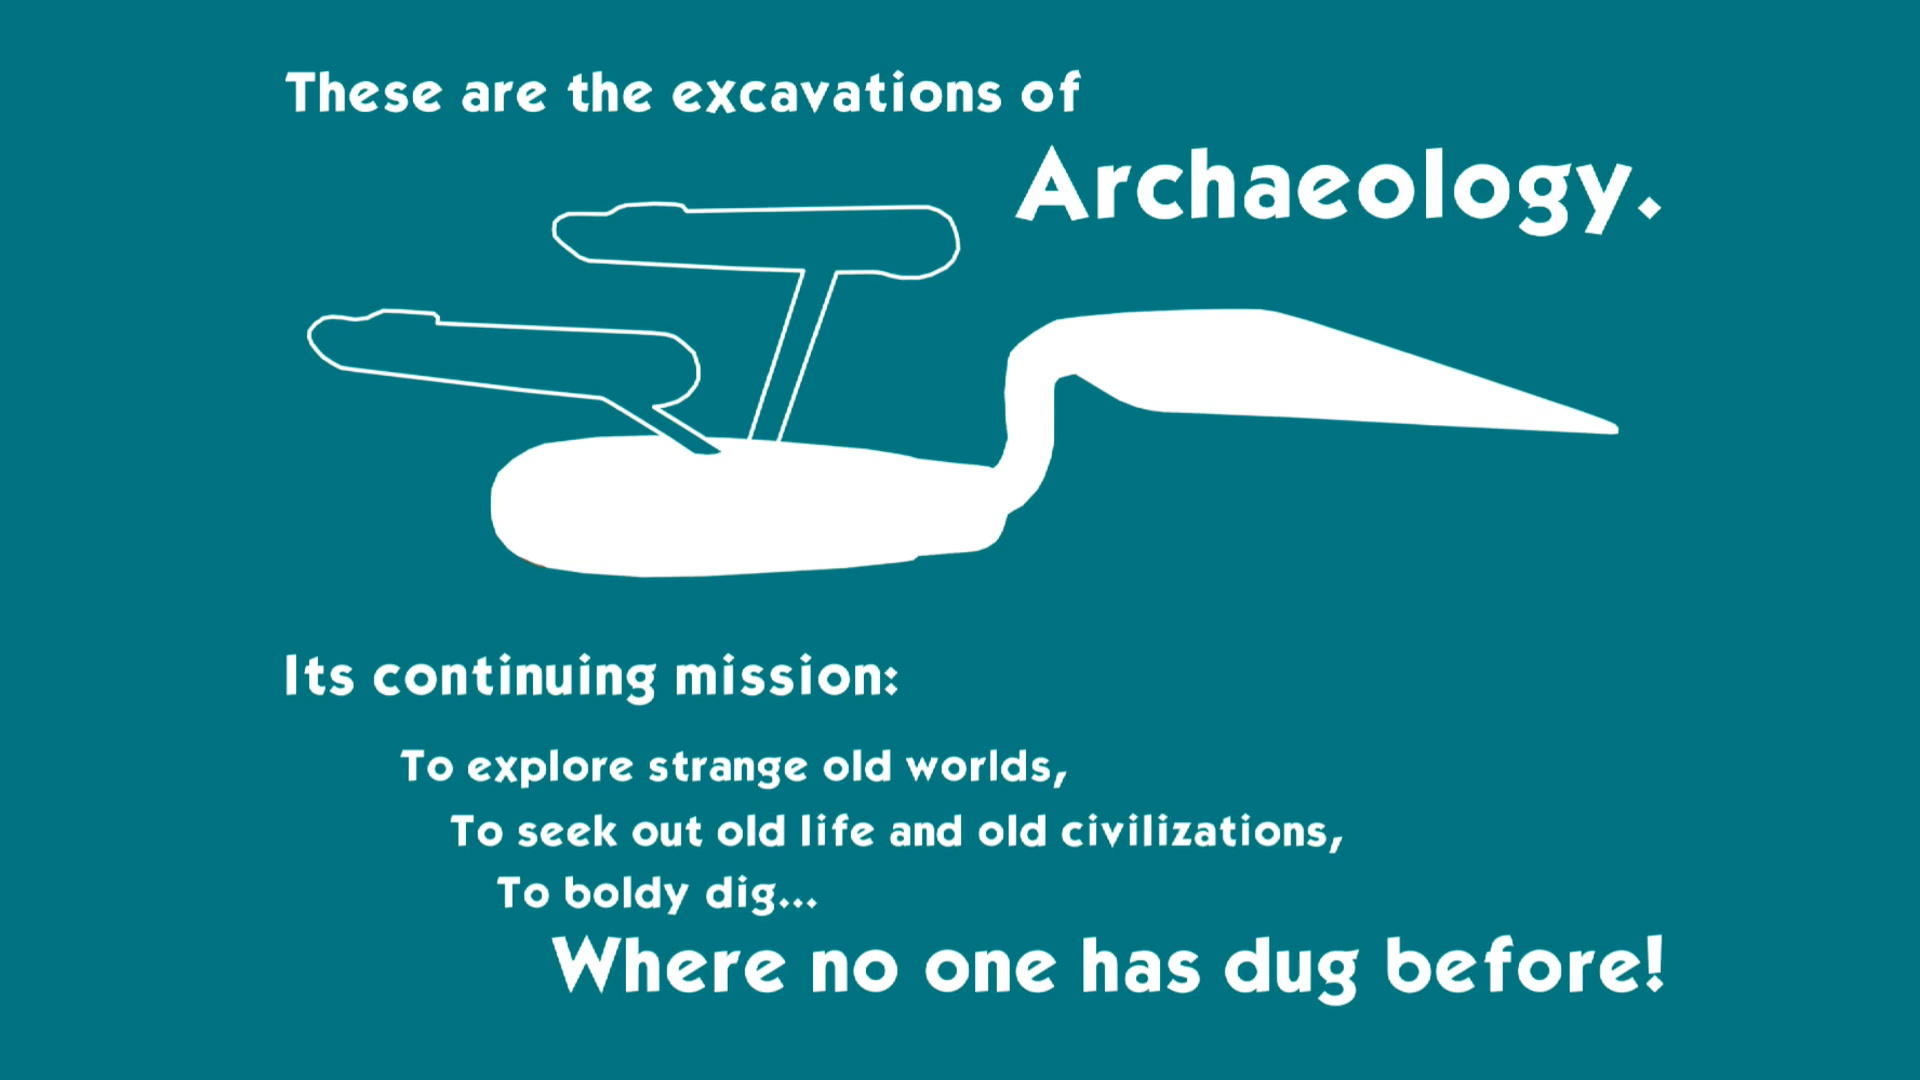 These are the excavations of
Archaeology.
Its continuing mission:
To explore strange old worlds,
To seek out old life and old civilizations,
To boldy dig...
Where no one has dug before!